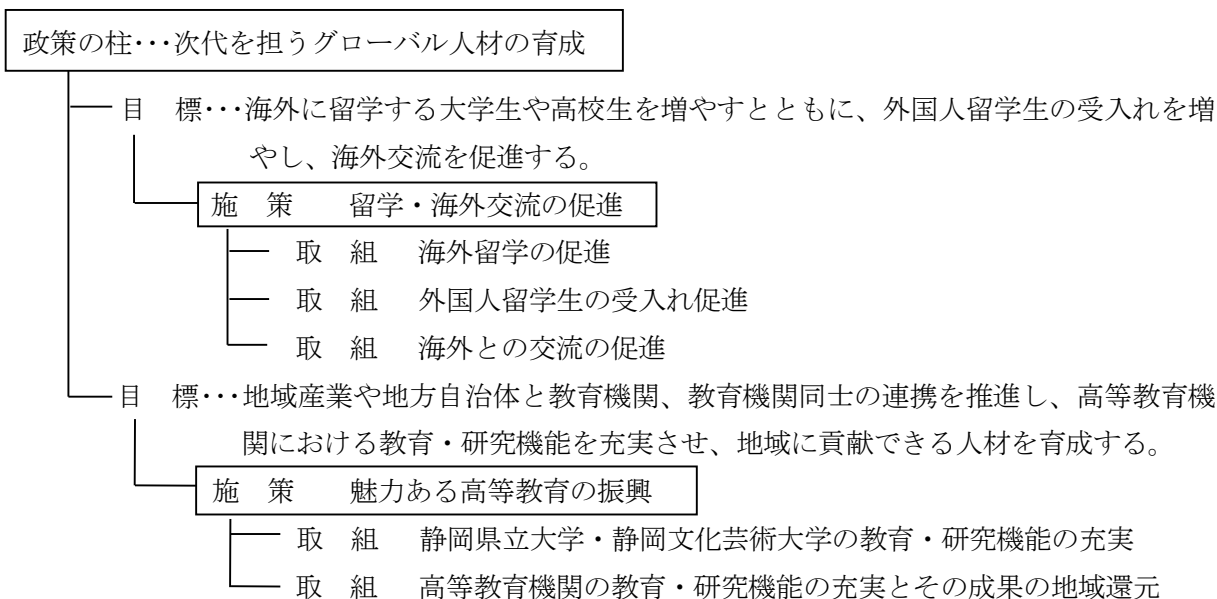 政策の柱･･･次代を担うグローバル人材の育成
目　標･･･海外に留学する大学生や高校生を増やすとともに、外国人留学生の受入れを増
やし、海外交流を促進する。
施　策　　留学・海外交流の促進
取　組　海外留学の促進
取　組　外国人留学生の受入れ促進
取　組　海外との交流の促進
目　標･･･地域産業や地方自治体と教育機関、教育機関同士の連携を推進し、高等教育機
関における教育・研究機能を充実させ、地域に貢献できる人材を育成する。
施　策　　魅力ある高等教育の振興
取　組　静岡県立大学・静岡文化芸術大学の教育・研究機能の充実
取　組　高等教育機関の教育・研究機能の充実とその成果の地域還元